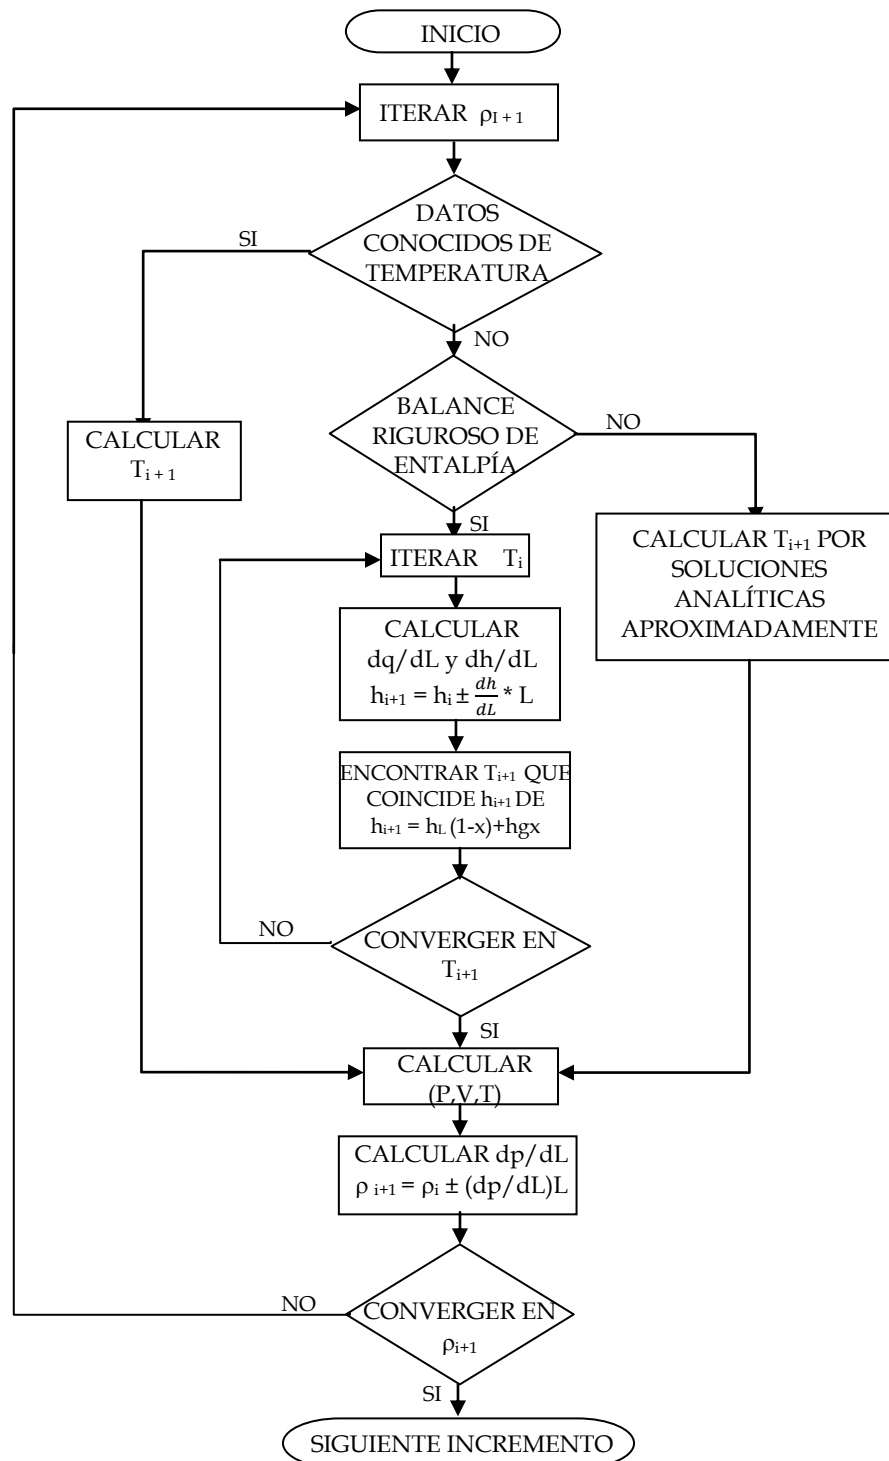 INICIO
ITERAR ρI + 1
DATOS
CONOCIDOS DE
TEMPERATURA
SI
NO
BALANCE
RIGUROSO DE
ENTALPÍA
NO
SI
CALCULAR
Ti + 1
ITERAR Ti
CALCULAR Ti+1 POR
SOLUCIONES
ANALÍTICAS
APROXIMADAMENTE
CALCULAR
dq/dL y dh/dL
hi+1 = hi ± dh/dL * L
ENCONTRAR Ti+1 QUE
COINCIDE hi+1 DE
hi+1 = hL (1-x)+hgx
NO
CONVERGER EN
Ti+1
SI
CALCULAR
(P,V,T)
CALCULAR dp/dL
ρ i+1 = ρi ± (dp/dL)L
NO
CONVERGER EN
ρi+1
SI
SIGUIENTE INCREMENTO